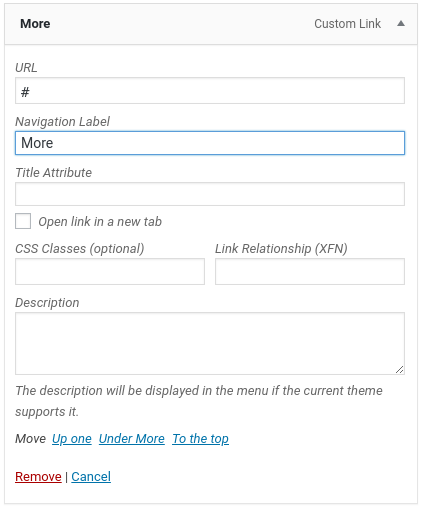 More Custom Link
URL
#
Navigation Label
More
Title Attribute
Open link in a new tab
CSS Classes (optional) Link Relationship (XFN)
Description
The description will be displayed in the menu if the current theme
supports it.
Move Up one Under More To the top
Remove | Cancel